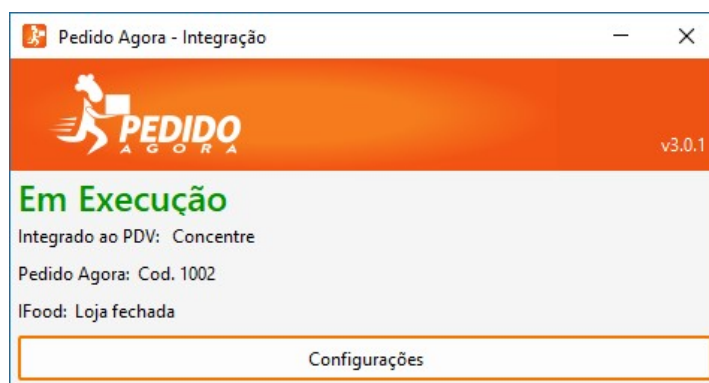 Pedido Agora - Integração
PEDIDO
AGORA
v3.0.1
Em Execução
Integrado ao PDV: Concentre
Pedido Agora: Cod. 1002
IFood: Loja fechada
Configurações